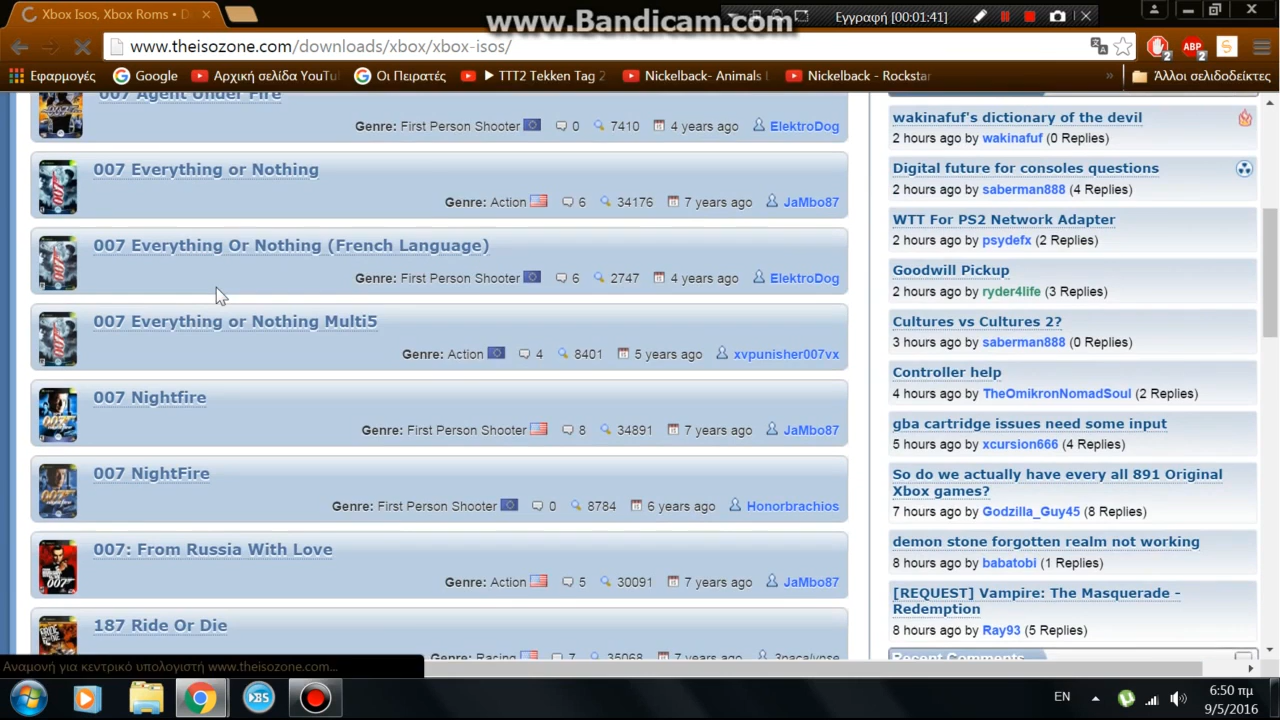 Xbox Isos, Xbox Roms • D
www.Bandicam.com
Εγγραφή [00:01:41]
www.theisozone.com/downloads/xbox/xbox-isos/
ABP
2
2
Εφαρμογές
Google
Αρχική σελίδα YouTu
Οι Πειρατές
► TTT2 Tekken Tag 2
Nickelback- Animals L
Nickelback - Rockstar
»
Άλλοι σελιδοδείκτες
007 Agent Under Fire
Genre: First Person Shooter 0 7410 4 years ago ElektroDog
007 Everything or Nothing
Genre: Action 6 34176 7 years ago JaMbo87
007 Everything Or Nothing (French Language)
Genre: First Person Shooter 6 2747 4 years ago ElektroDog
007 Everything or Nothing Multi5
Genre: Action 4 8401 5 years ago xvpunisher007vx
007 Nightfire
Genre: First Person Shooter 8 34891 7 years ago JaMbo87
007 NightFire
Genre: First Person Shooter 0 8784 6 years ago Honorbrachios
007: From Russia With Love
Genre: Action 5 30091 7 years ago JaMbo87
187 Ride Or Die
Genre: Racing 7 35068 7 years ago 3pacalypse
wakinafuf's dictionary of the devil
2 hours ago by wakinafuf (0 Replies)
Digital future for consoles questions
2 hours ago by saberman888 (4 Replies)
WTT For PS2 Network Adapter
2 hours ago by psydefx (2 Replies)
Goodwill Pickup
2 hours ago by ryder4life (3 Replies)
Cultures vs Cultures 2?
3 hours ago by saberman888 (0 Replies)
Controller help
4 hours ago by TheOmikronNomadSoul (2 Replies)
gba cartridge issues need some input
5 hours ago by xcursion666 (4 Replies)
So do we actually have every all 891 Original
Xbox games?
7 hours ago by Godzilla_Guy45 (8 Replies)
demon stone forgotten realm not working
8 hours ago by babatobi (1 Replies)
[REQUEST] Vampire: The Masquerade -
Redemption
8 hours ago by Ray93 (5 Replies)
Recent Comments
Αναμονή για κεντρικό υπολογιστή www.theisozone.com...
EN
6:50 πμ
9/5/2016